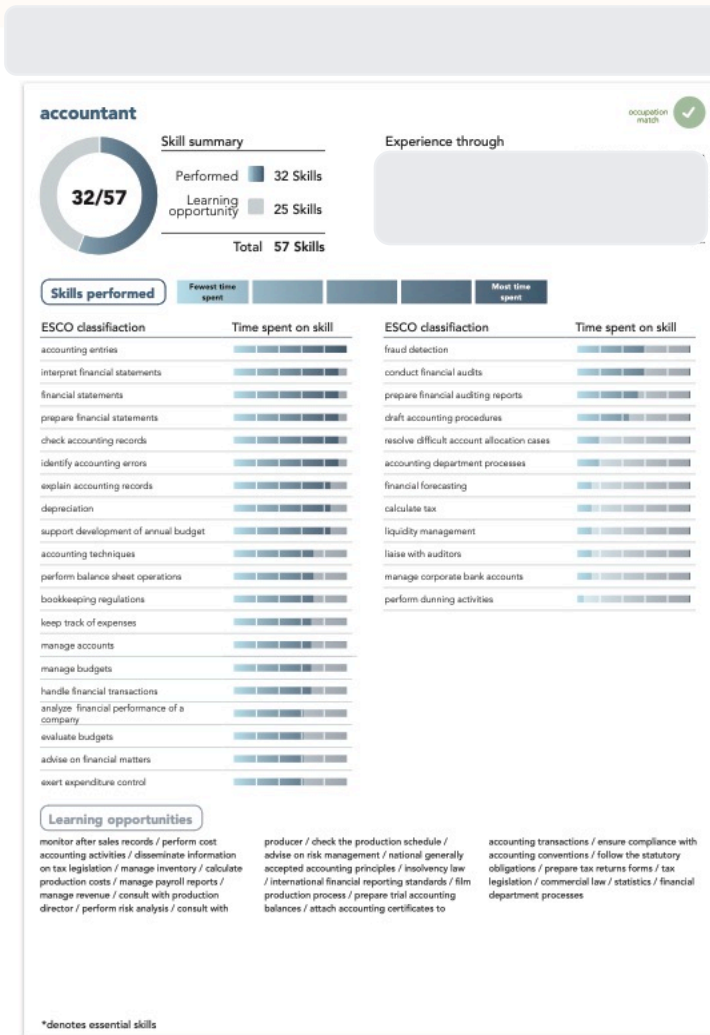 accountant
occupation
match
Skill summary
Experience through
32/57
Performed 32 Skills
Learning
opportunity 25 Skills
Total 57 Skills
Skills performed
Fewest time
spent
Most time
spent
ESCO classifiaction Time spent on skill
accounting entries
interpret financial statements
financial statements
prepare financial statements
check accounting records
identify accounting errors
explain accounting records
depreciation
support development of annual budget
accounting techniques
perform balance sheet operations
bookkeeping regulations
keep track of expenses
manage accounts
manage budgets
handle financial transactions
analyze financial performance of a
company
evaluate budgets
advise on financial matters
exert expenditure control
ESCO classifiaction Time spent on skill
fraud detection
conduct financial audits
prepare financial auditing reports
draft accounting procedures
resolve difficult account allocation cases
accounting department processes
financial forecasting
calculate tax
liquidity management
liaise with auditors
manage corporate bank accounts
perform dunning activities
Learning opportunities
monitor after sales records / perform cost
accounting activities / disseminate information
on tax legislation / manage inventory / calculate
production costs / manage payroll reports /
manage revenue / consult with production
director / perform risk analysis / consult with
producer / check the production schedule /
advise on risk management / national generally
accepted accounting principles / insolvency law
/ international financial reporting standards / film
production process / prepare trial accounting
balances / attach accounting certificates to
accounting transactions / ensure compliance with
accounting conventions / follow the statutory
obligations / prepare tax returns forms / tax
legislation / commercial law / statistics / financial
department processes
*denotes essential skills